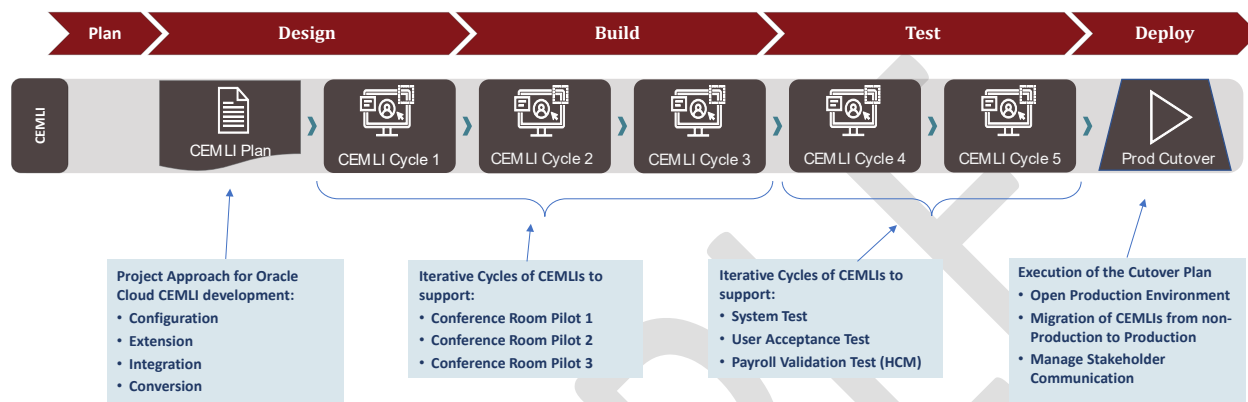 Plan
Design
Build
Test
Deploy
CEMLI
CEMLI Plan
CEMLI Cycle 1
CEMLI Cycle 2
CEMLI Cycle 3
CEMLI Cycle 4
CEMLI Cycle 5
Prod Cutover
Project Approach for Oracle
Cloud CEMLI development:
• Configuration
• Extension
• Integration
• Conversion
Iterative Cycles of CEMLIs to
support:
• Conference Room Pilot 1
• Conference Room Pilot 2
• Conference Room Pilot 3
Iterative Cycles of CEMLIs to
support:
• System Test
• User Acceptance Test
• Payroll Validation Test (HCM)
Execution of the Cutover Plan
• Open Production Environment
• Migration of CEMLIs from non-
Production to Production
• Manage Stakeholder
Communication